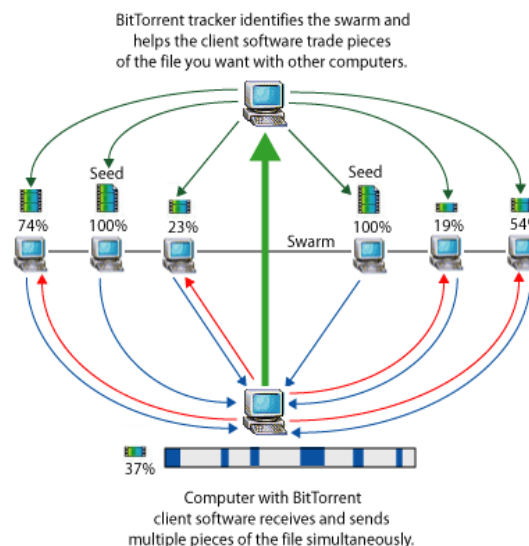 BitTorrent tracker identifies the swarm and
helps the client software trade pieces
of the file you want with other computers.
Seed
Seed
74%
100%
23%
100%
19%
54%
Swarm
37%
Computer with BitTorrent
client software receives and sends
multiple pieces of the file simultaneously.